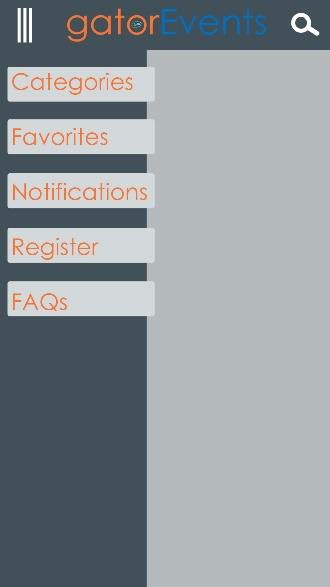 gatorEvents
Categories
Favorites
Notifications
Register
FAQs